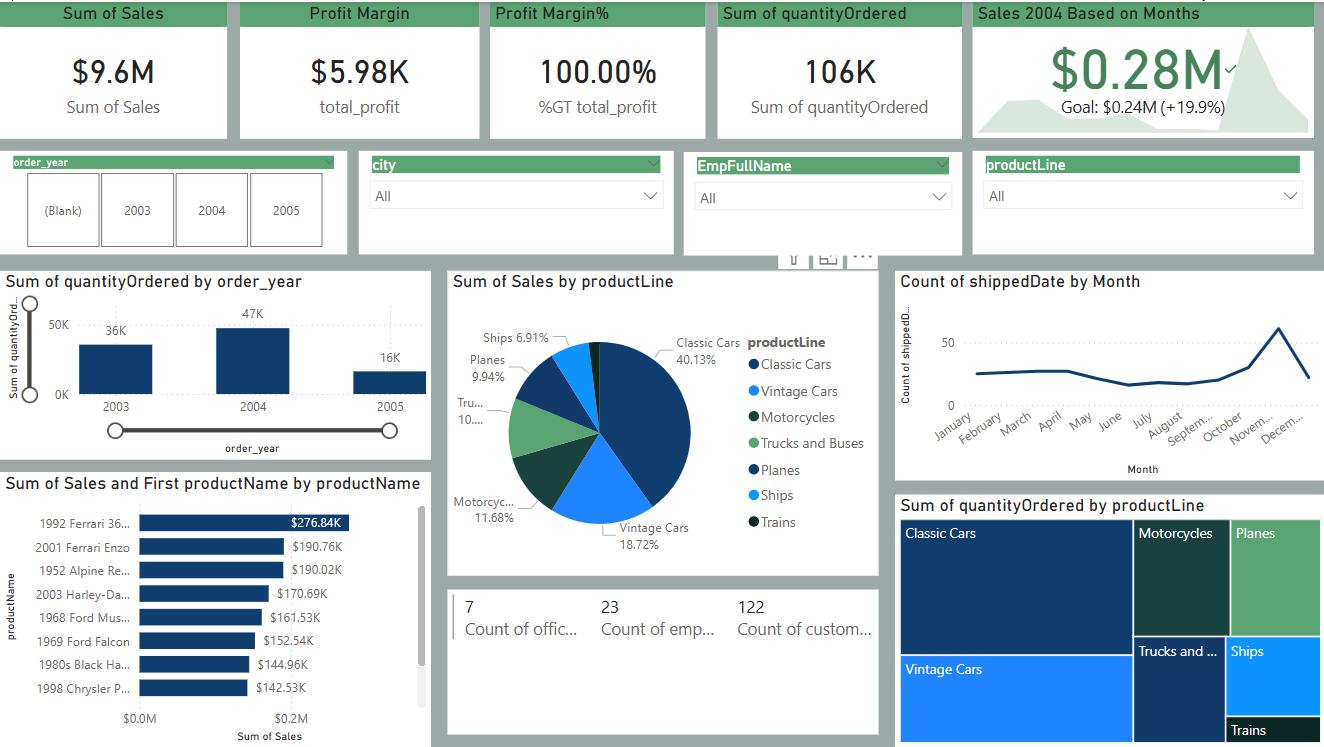 Sum of Sales
$9.6M
Sum of Sales
Profit Margin
$5.98K
total_profit
Profit Margin%
100.00%
%GT total_profit
Sum of quantityOrdered
106K
Sum of quantityOrdered
Sales 2004 Based on Months
$0.28M
Goal: $0.24M (+19.9%)
order_year
(Blank)
2003
2004
2005
city
All
EmpFullName
All
productLine
All
Sum of quantityOrdered by order_year
Sum of quantityOrd...
50K
0K
36K
47K
16K
2003
2004
2005
order_year
Sum of Sales by productLine
Ships 6.91%
Planes
9.94%
Tru...
10....
Motorcyc...
11.68%
Vintage Cars
18.72%
Classic Cars
40.13%
productLine
Classic Cars
Vintage Cars
Motorcycles
Trucks and Buses
Planes
Ships
Trains
Count of shippedDate by Month
Count of shippedD...
50
0
January
February
March
April
May
June
July
August
Septem...
October
Novem...
Decem...
Month
Sum of Sales and First productName by productName
productName
1992 Ferrari 36...
$276.84K
2001 Ferrari Enzo
$190.76K
1952 Alpine Re...
$190.02K
2003 Harley-Da...
$170.69K
1968 Ford Mus...
$161.53K
1969 Ford Falcon
$152.54K
1980s Black Ha...
$144.96K
1998 Chrysler P...
$142.53K
$0.0M
$0.2M
Sum of Sales
7
Count of offic...
23
Count of emp...
122
Count of custom...
Sum of quantityOrdered by productLine
Classic Cars
Vintage Cars
Motorcycles
Planes
Trucks and ...
Ships
Trains